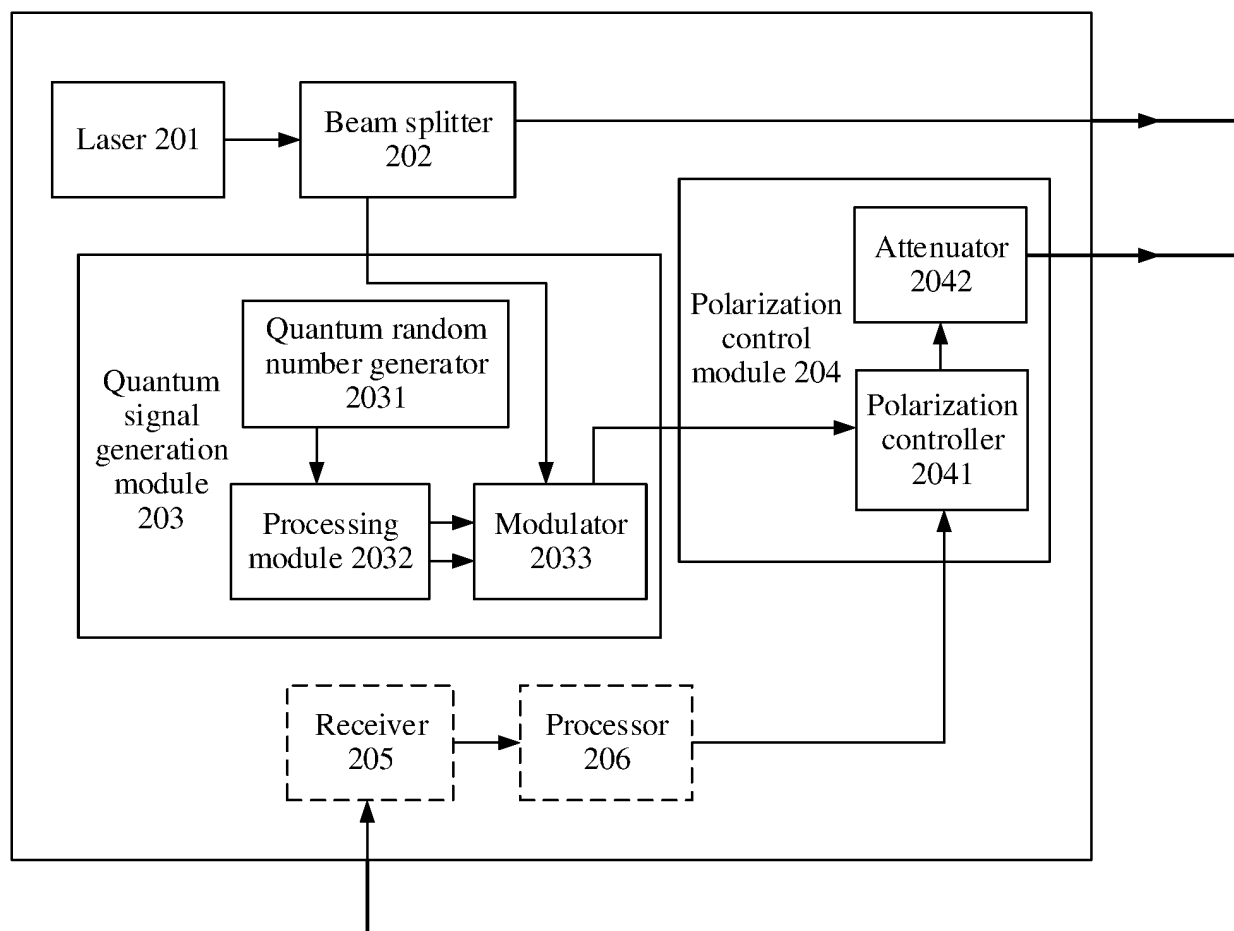 Laser 201
Beam splitter
202
Attenuator
2042
Polarization
control
module 204
Quantum random
number generator
2031
Quantum
signal
generation
module
203
Polarization
controller
2041
Processing
module 2032
Modulator
2033
Receiver
205
Processor
206